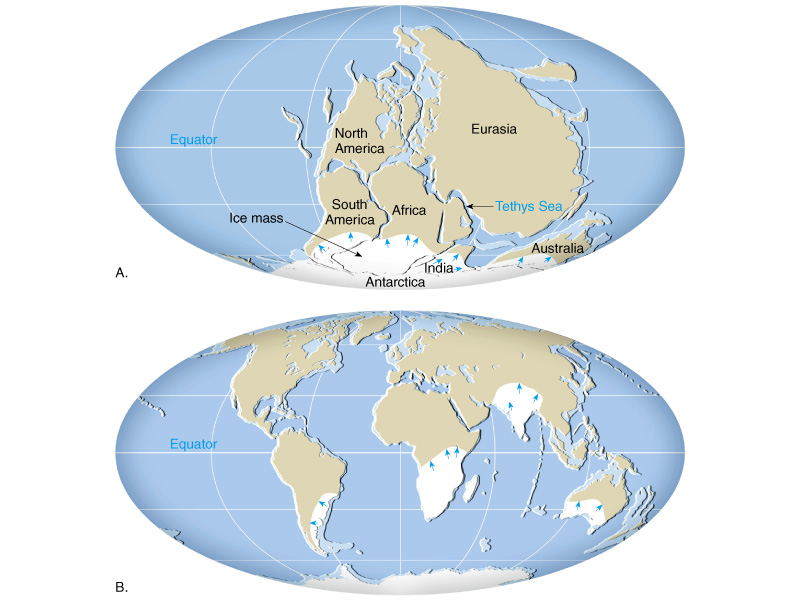 Equator
North
America
Eurasia
South
America
Africa
Tethys Sea
Ice mass
Australia
India
Antarctica
A.
Equator
B.